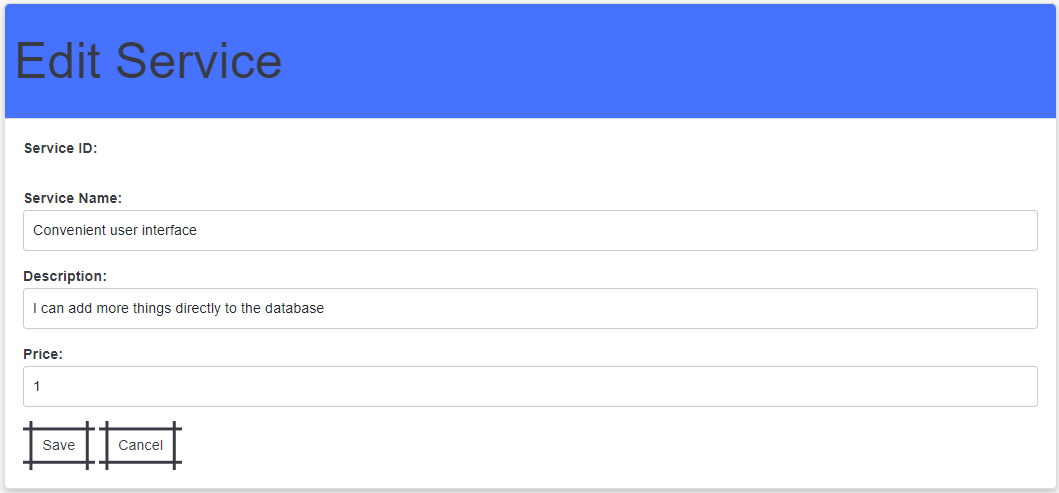 Edit Service
Service ID:
Service Name:
Convenient user interface
Description:
I can add more things directly to the database
Price:
1
Save Cancel